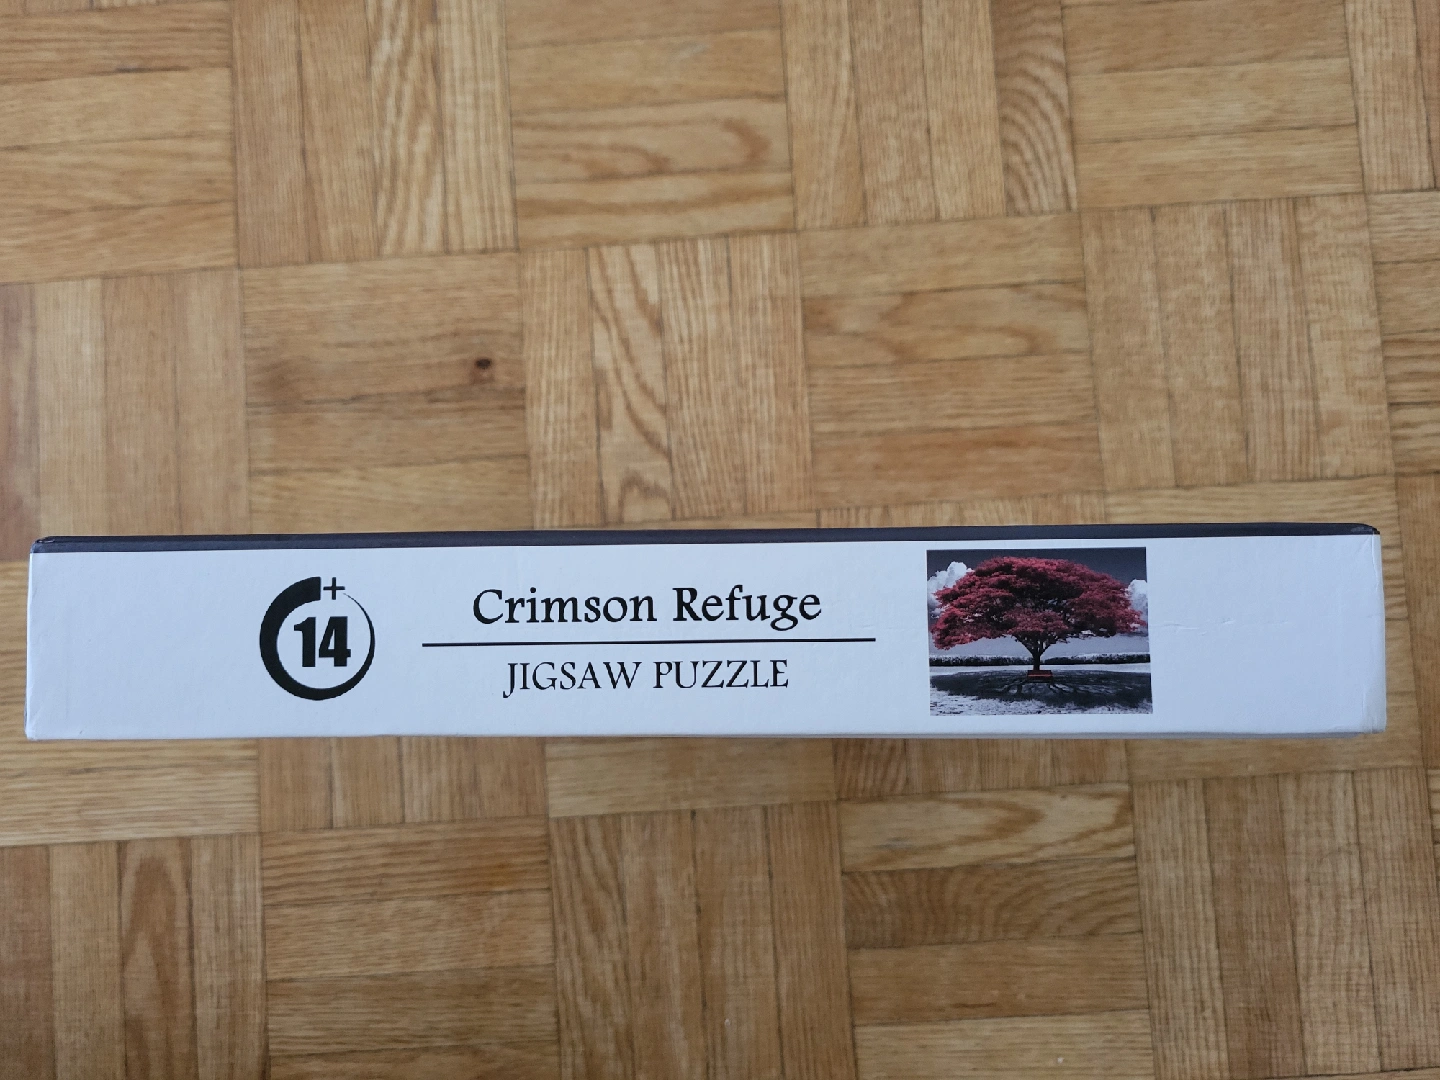 14+
Crimson Refuge
JIGSAW PUZZLE